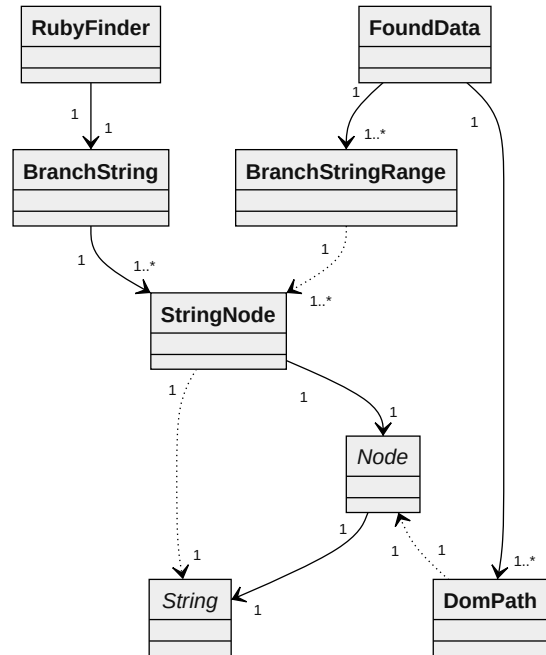 RubyFinder
FoundData
1
1
1
1
1..*
BranchString
BranchStringRange
1
1
1..*
1..*
StringNode
1
1
1
Node
1
1
1
1
1
1..*
String
DomPath